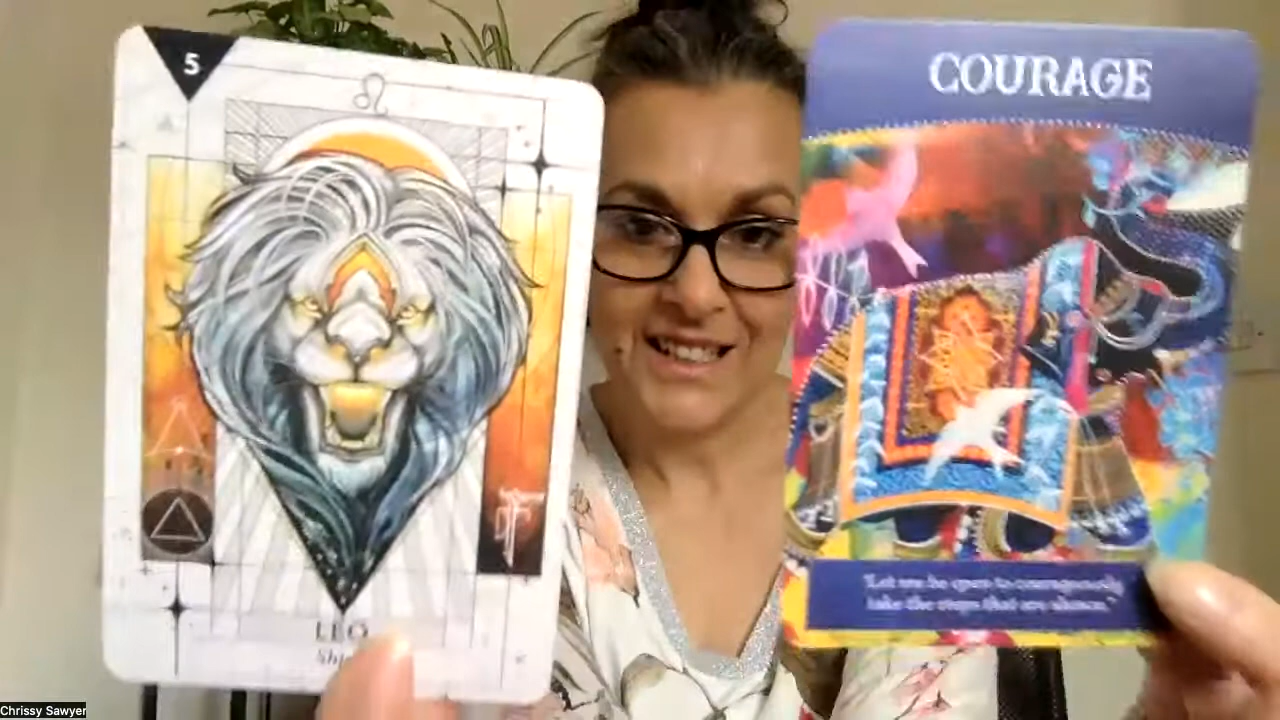 5
LEO
COURAGE
"Let me be open to courageously
take the steps that are shown."
Chrissy Sawyer